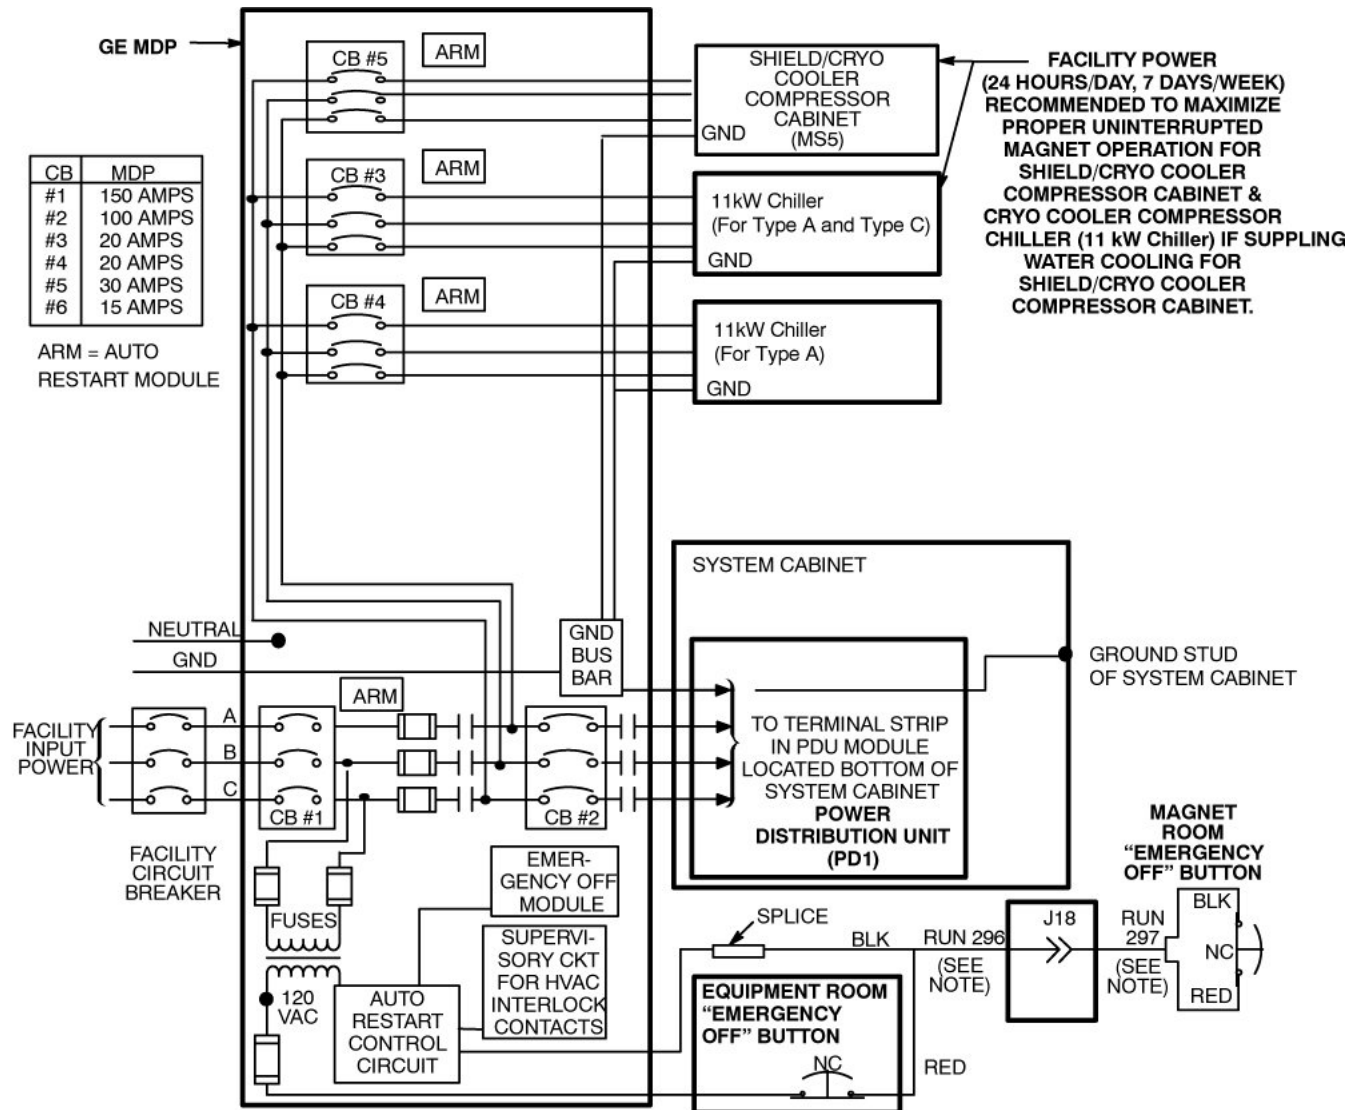 GE MDP
CB #5
ARM
SHIELD/CRYO
COOLER
COMPRESSOR
CABINET
(MS5)
GND
FACILITY POWER
(24 HOURS/DAY, 7 DAYS/WEEK)
RECOMMENDED TO MAXIMIZE
PROPER UNINTERRUPTED
MAGNET OPERATION FOR
SHIELD/CRYO COOLER
COMPRESSOR CABINET &
CRYO COOLER COMPRESSOR
CHILLER (11 kW Chiller) IF SUPPLING
WATER COOLING FOR
SHIELD/CRYO COOLER
COMPRESSOR CABINET.
CB MDP
#1 150 AMPS
#2 100 AMPS
#3 20 AMPS
#4 20 AMPS
#5 30 AMPS
#6 15 AMPS
ARM = AUTO
RESTART MODULE
CB #3
ARM
11kW Chiller
(For Type A and Type C)
GND
CB #4
ARM
11kW Chiller
(For Type A)
GND
SYSTEM CABINET
NEUTRAL
GND
GND
BUS
BAR
GROUND STUD
OF SYSTEM CABINET
ARM
FACILITY
INPUT
POWER
A
B
C
CB #1
CB #2
TO TERMINAL STRIP
IN PDU MODULE
LOCATED BOTTOM OF
SYSTEM CABINET
POWER
DISTRIBUTION UNIT
(PD1)
FACILITY
CIRCUIT
BREAKER
FUSES
EMER-
GENCY OFF
MODULE
SUPERVI-
SORY CKT
FOR HVAC
INTERLOCK
CONTACTS
120
VAC
AUTO
RESTART
CONTROL
CIRCUIT
SPLICE
BLK
RUN 296
(SEE
NOTE)
J18
RUN
297
(SEE
NOTE)
MAGNET
ROOM
“EMERGENCY
OFF” BUTTON
BLK
NC
RED
EQUIPMENT ROOM
“EMERGENCY
OFF” BUTTON
NC
RED